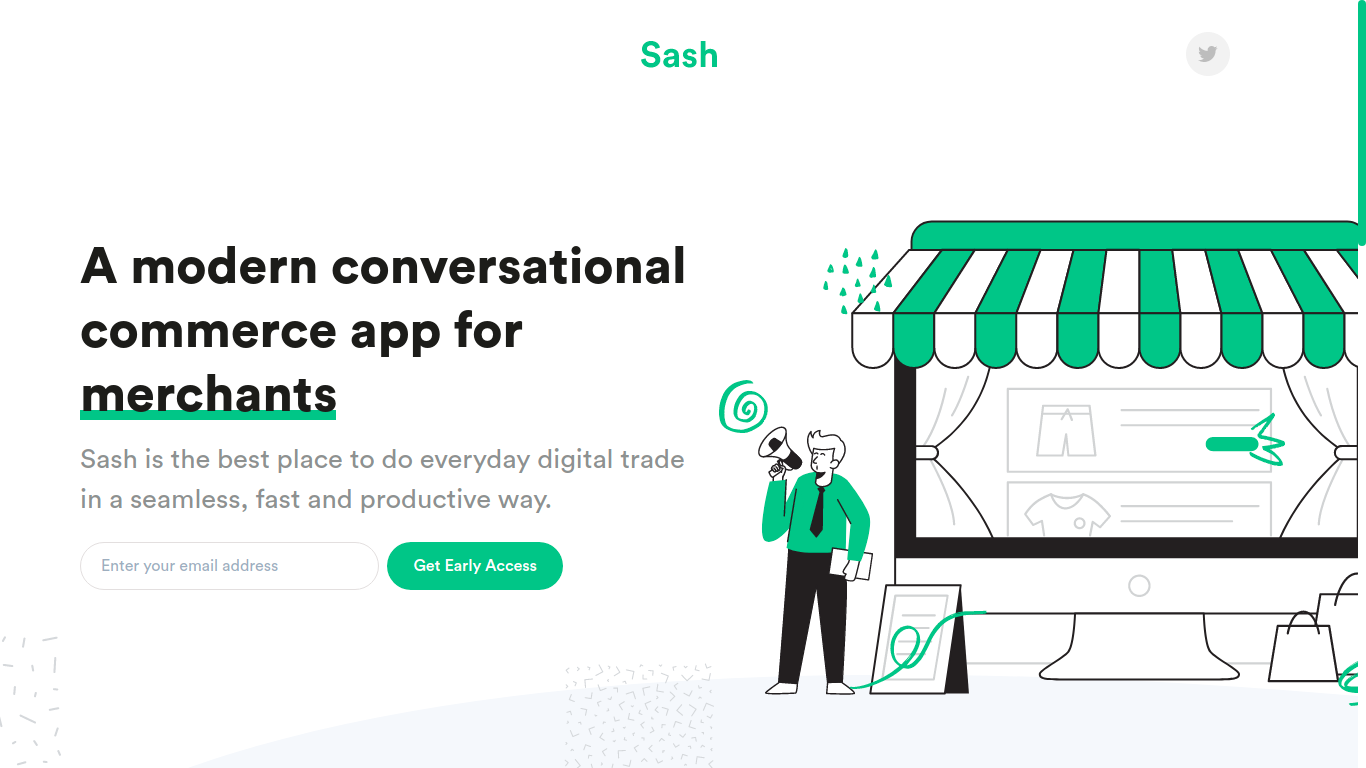 Sash
A modern conversational
commerce app for
merchants
Sash is the best place to do everyday digital trade
in a seamless, fast and productive way.
Enter your email address
Get Early Access